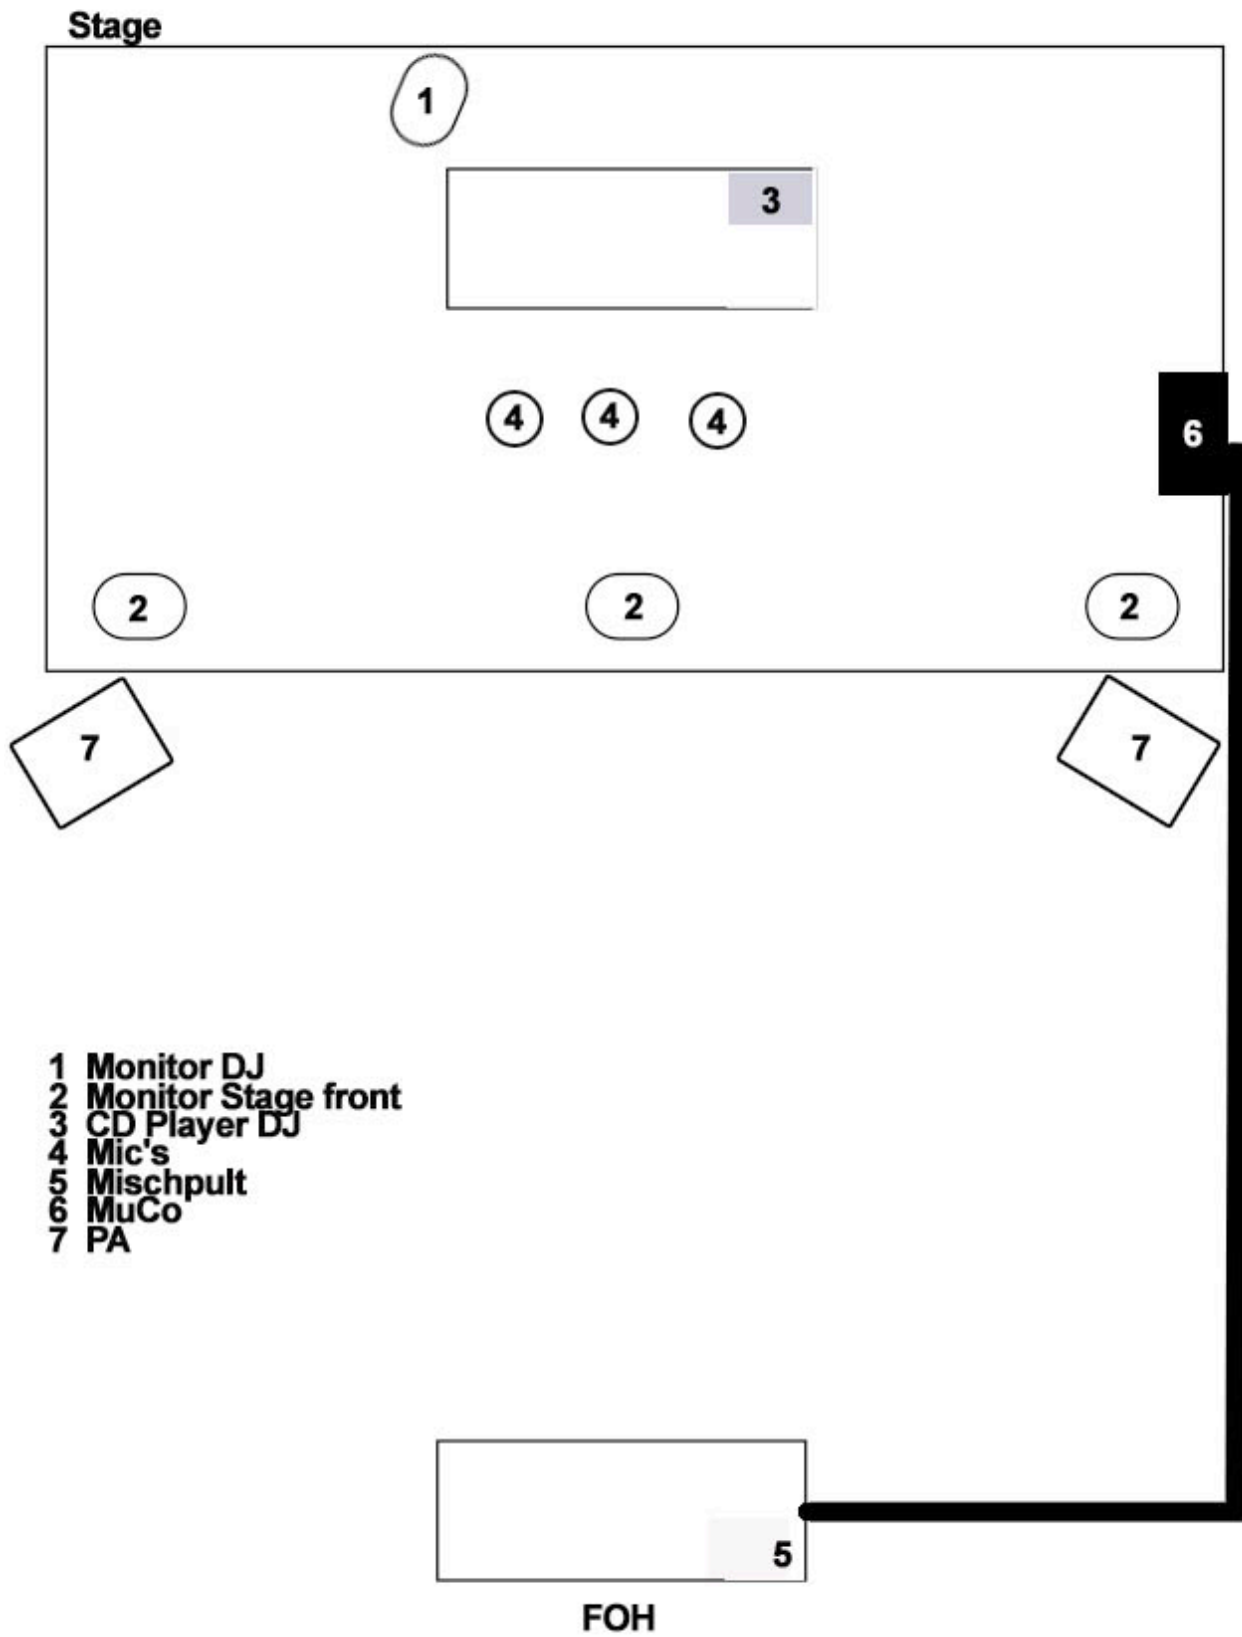 Stage
1
3
4 4 4
6
2 2 2
7 7
1 Monitor DJ
2 Monitor Stage front
3 CD Player DJ
4 Mic's
5 Mischpult
6 MuCo
7 PA
5
FOH